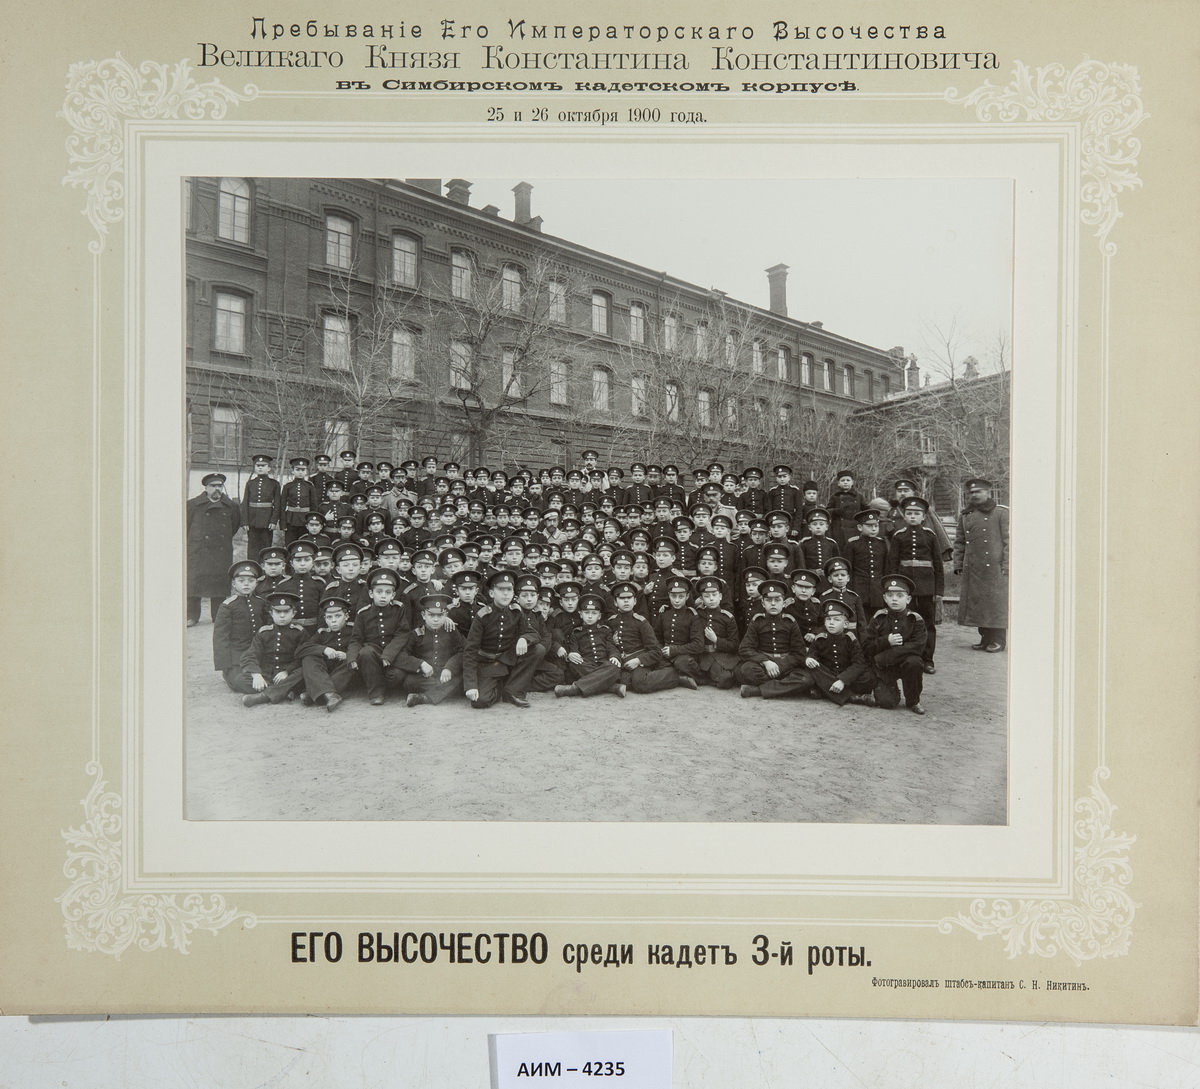 Пребываніе Его Императорскаго Высочества
Великаго Князя Константина Константиновича
въ Симбирскомъ кадетскомъ корпусѣ.
25 и 26 октября 1900 года.
ЕГО ВЫСОЧЕСТВО среди кадетъ 3-й роты.
Фотографировалъ штабсъ-капитанъ С. Н. Никитинъ.
АИМ – 4235